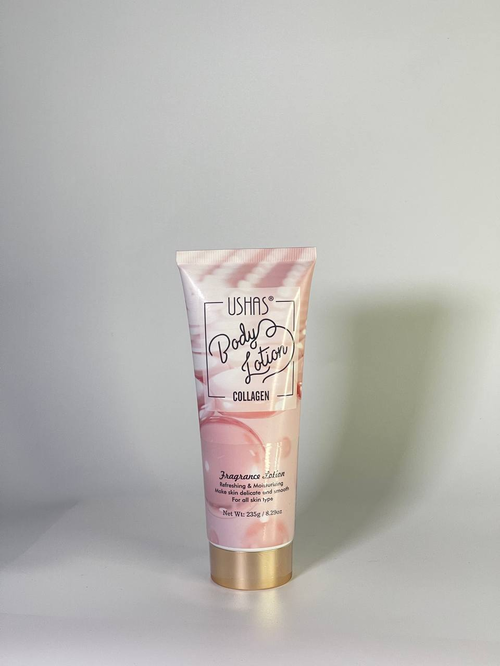 USHAS®
Body
Lotion
COLLAGEN
Fragrance Lotion
Refreshing & Moisturizing
Make skin delicate and smooth
For all skin type
Net Wt: 235g / 8.29oz